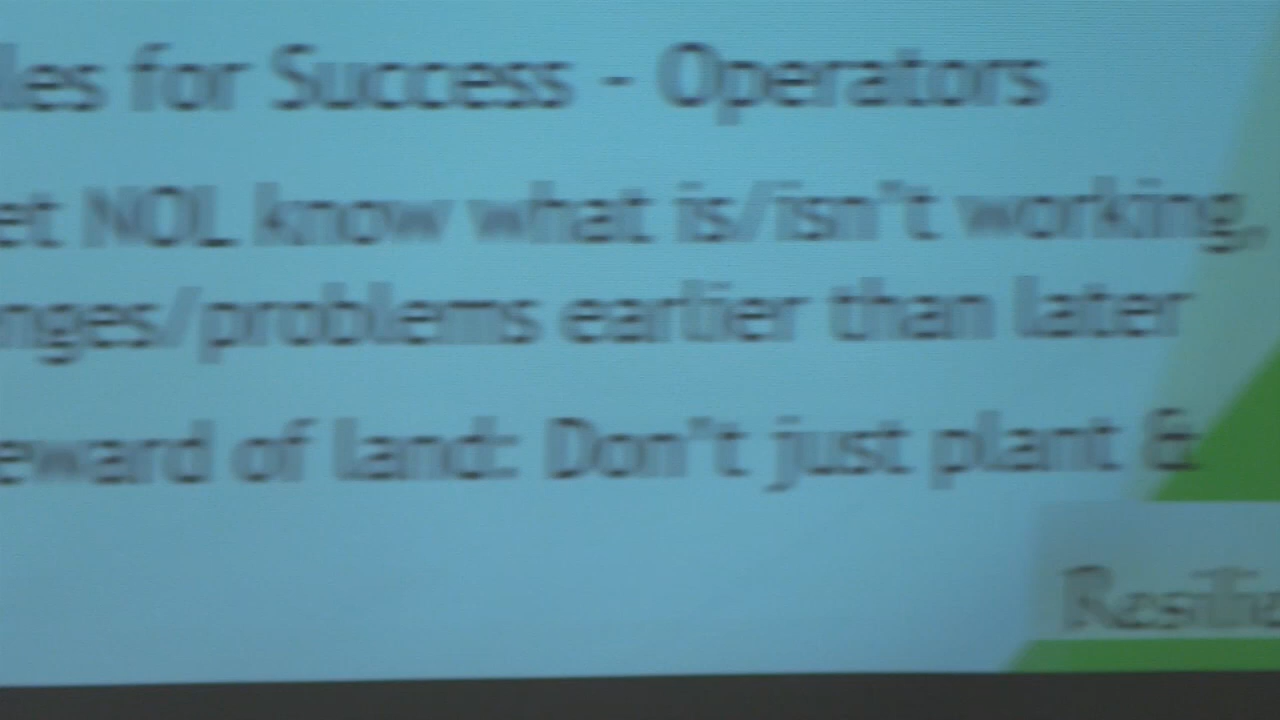 les for Success - Operators
et NOL know what is/isn't working,
nges/problems earlier than later
eward of land: Don't just plant &
Resilie